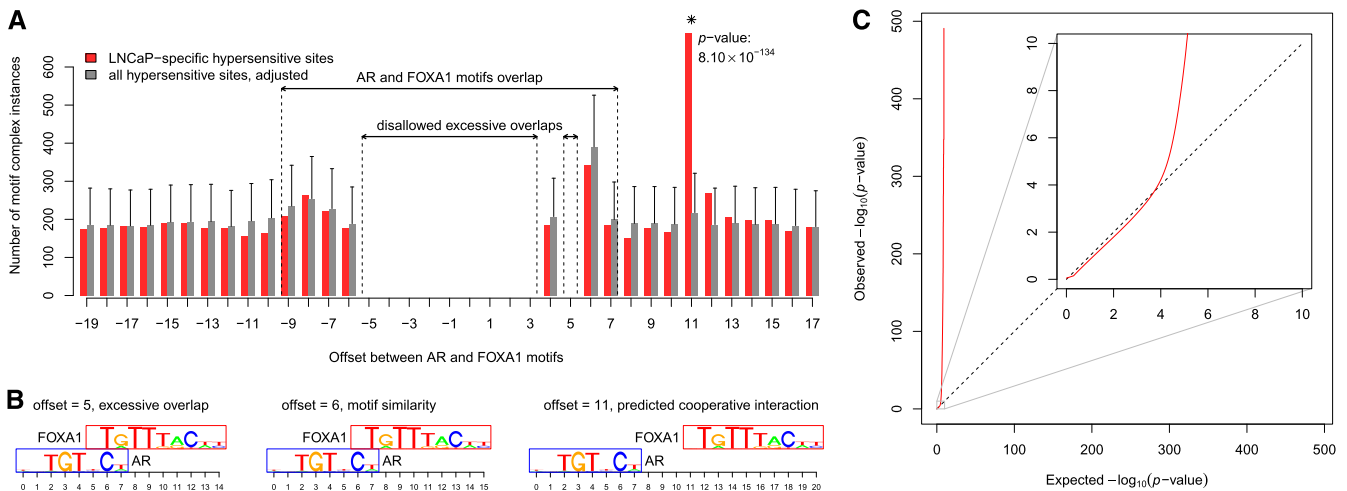 A
*
p−value:
8.10×10−134
LNCaP−specific hypersensitive sites
all hypersensitive sites, adjusted
AR and FOXA1 motifs overlap
disallowed excessive overlaps
Number of motif complex instances
0 100 200 300 400 500 600
−19 −17 −15 −13 −11 −9 −7 −5 −3 −1 1 3 5 7 9 11 13 15 17
Offset between AR and FOXA1 motifs
B
offset = 5, excessive overlap
FOXA1 TGTTTAC
TGT C AR
0 1 2 3 4 5 6 7 8 9 10 11 12 13 14
offset = 6, motif similarity
FOXA1 TGTTTAC
TGT C AR
0 1 2 3 4 5 6 7 8 9 10 11 12 13 14 15
offset = 11, predicted cooperative interaction
FOXA1 TGTTTAC
TGT C AR
0 1 2 3 4 5 6 7 8 9 10 11 12 13 14 15 16 17 18 19 20
C
Observed −log10(p−value)
0 100 200 300 400 500
0 2 4 6 8 10
0 2 4 6 8 10
0 100 200 300 400 500
Expected −log10(p−value)